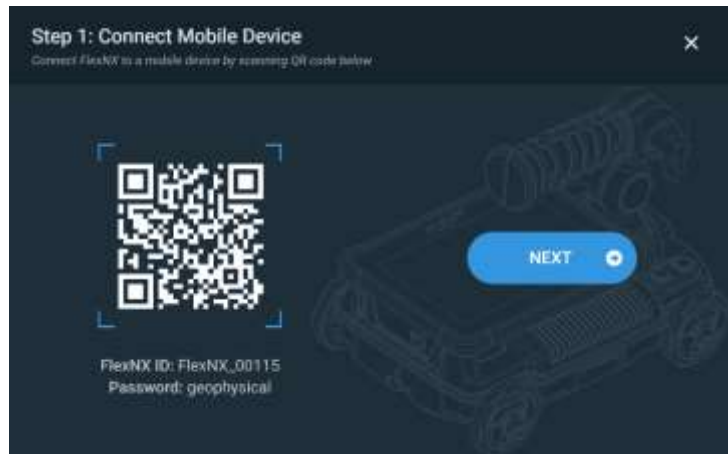 Step 1: Connect Mobile Device
Connect FlexNX to a mobile device by scanning QR code below
NEXT
FlexNX ID: FlexNX_00115
Password: geophysical